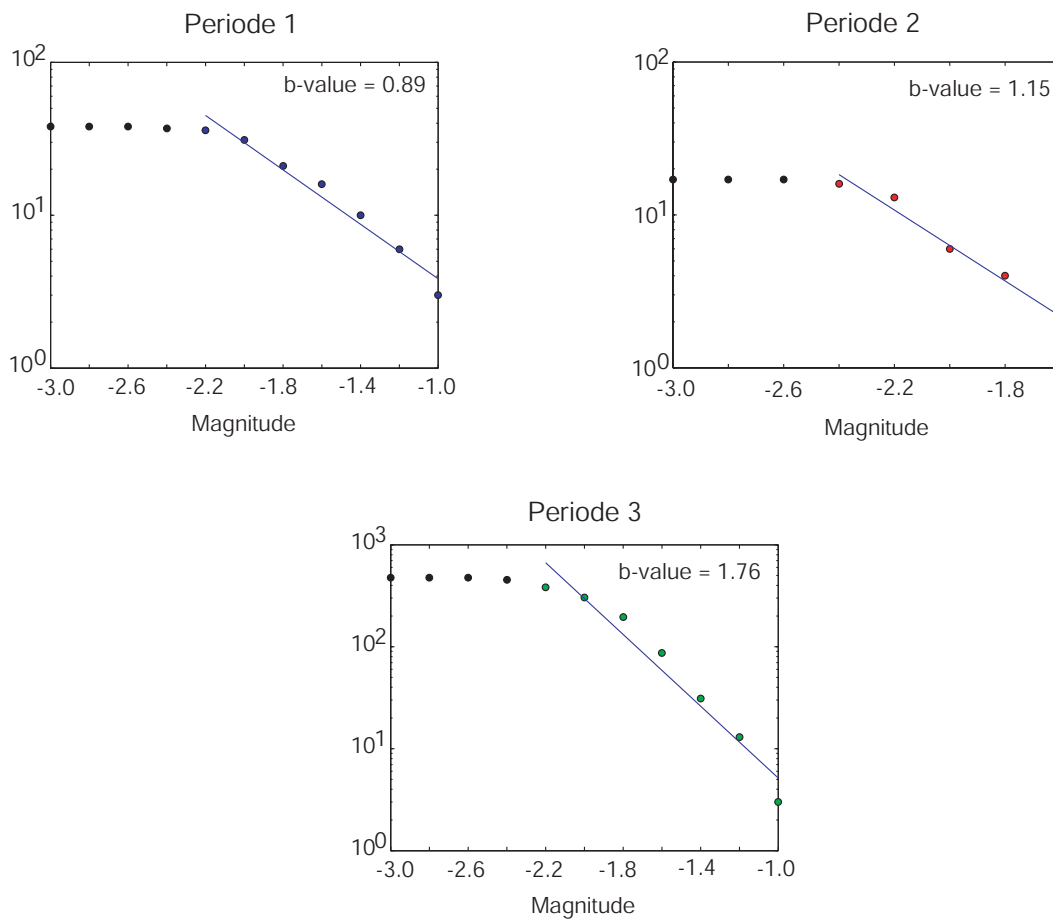 Periode 1
b-value = 0.89
10^2
10^1
10^0
-3.0 -2.6 -2.2 -1.8 -1.4 -1.0
Magnitude
Periode 2
b-value = 1.15
10^2
10^1
10^0
-3.0 -2.6 -2.2 -1.8
Magnitude
Periode 3
b-value = 1.76
10^3
10^2
10^1
10^0
-3.0 -2.6 -2.2 -1.8 -1.4 -1.0
Magnitude